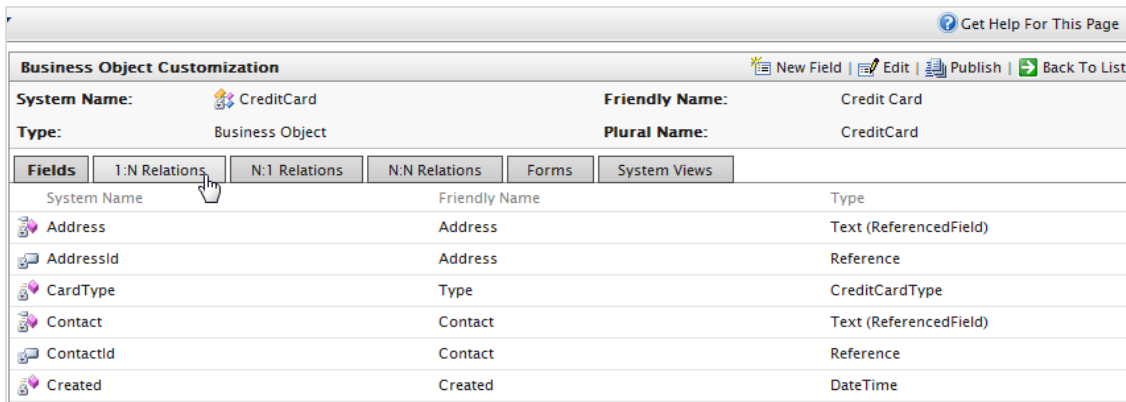 Get Help For This Page
Business Object Customization New Field | Edit | Publish | Back To List
System Name: CreditCard Friendly Name: Credit Card
Type: Business Object Plural Name: CreditCard
Fields 1:N Relations N:1 Relations N:N Relations Forms System Views
System Name Friendly Name Type
Address Address Text (ReferencedField)
AddressId Address Reference
CardType Type CreditCardType
Contact Contact Text (ReferencedField)
ContactId Contact Reference
Created Created DateTime